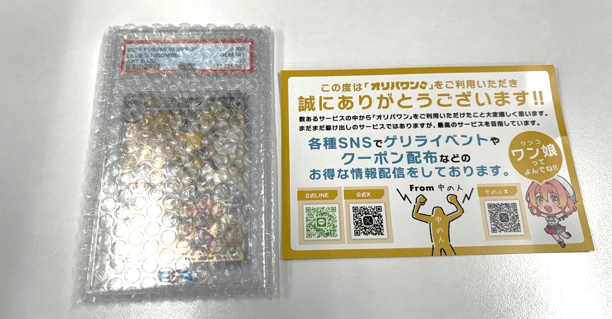 この度は「オリパワン」をご利用いただき
誠にありがとうございます!!
数あるサービスの中から「オリパワン」をご利用いただけたこと大変嬉しく思います。
まだまだ駆け出しのサービスではありますが、最高のサービスを目指しています。
各種SNSでゲリライベントや
クーポン配布などの
お得な情報配信をしております。
ワンコ
ワン娘
って
よんでね!!
From 中の人
公式LINE
公式X
中の人X
中の人